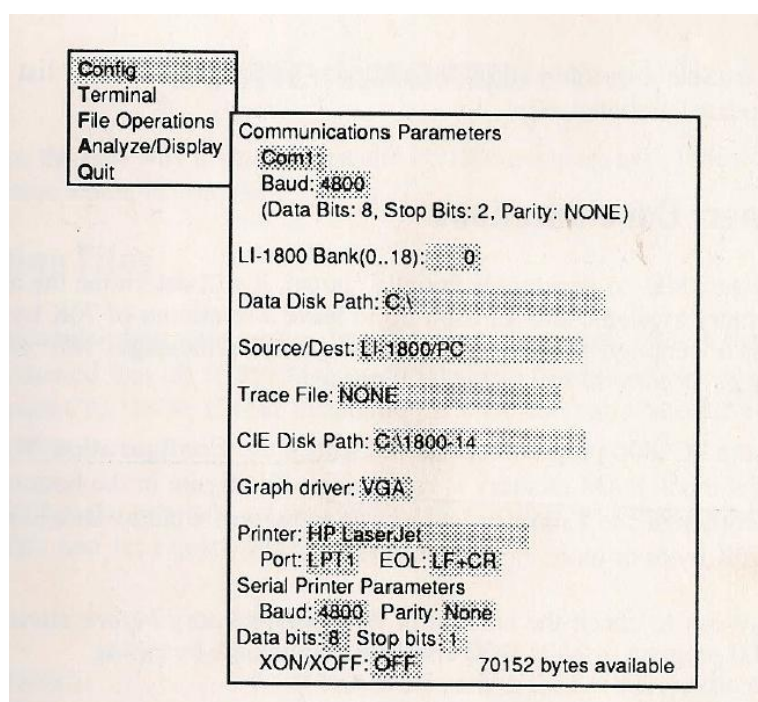 Config
Terminal
File Operations
Analyze/Display
Quit
Communications Parameters
Com1:
Baud: 4800
(Data Bits: 8, Stop Bits: 2, Parity: NONE)
LI-1800 Bank(0..18): 0
Data Disk Path: C:\
Source/Dest: LI-1800/PC
Trace File: NONE
CIE Disk Path: C:\1800-14
Graph driver: VGA
Printer: HP LaserJet
Port: LPT1 EOL: LF+CR
Serial Printer Parameters
Baud: 4800 Parity: None
Data bits: 8 Stop bits: 1
XON/XOFF: OFF 70152 bytes available